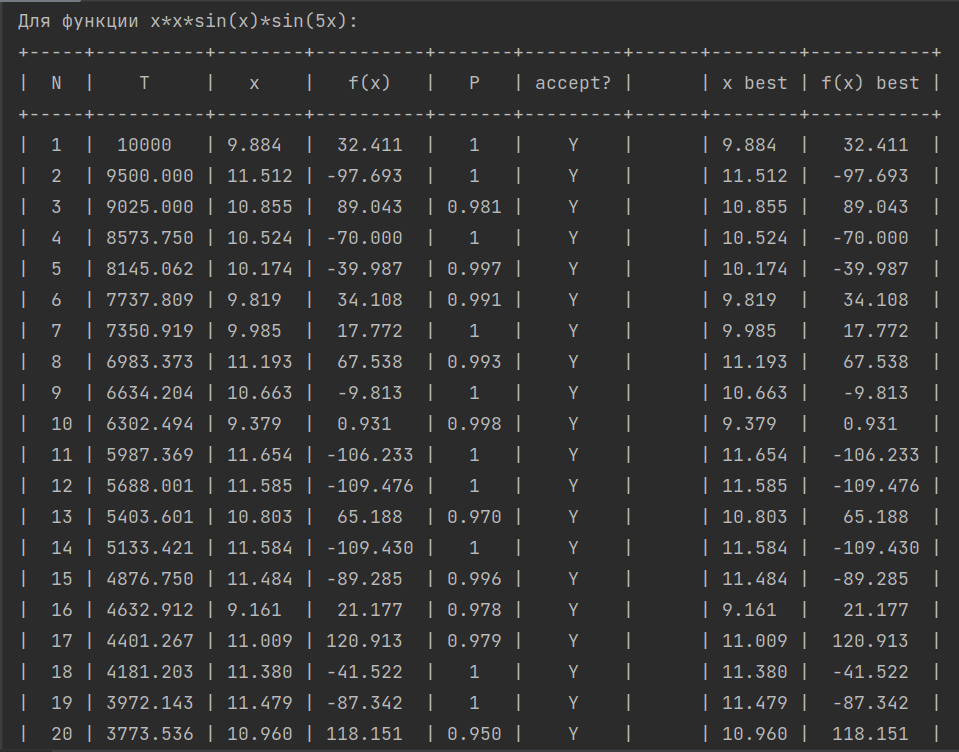 Для функции x*x*sin(x)*sin(5x):
+-----+----------+--------+----------+-------+---------+------+--------+-----------+
|  N  |    T     |   x    |   f(x)   |   P   | accept? |      | x best | f(x) best |
+-----+----------+--------+----------+-------+---------+------+--------+-----------+
|  1  |  10000   | 9.884  |  32.411  |   1   |    Y    |      | 9.884  |  32.411   |
|  2  | 9500.000 | 11.512 | -97.693  |   1   |    Y    |      | 11.512 |  -97.693  |
|  3  | 9025.000 | 10.855 |  89.043  | 0.981 |    Y    |      | 10.855 |  89.043   |
|  4  | 8573.750 | 10.524 | -70.000  |   1   |    Y    |      | 10.524 |  -70.000  |
|  5  | 8145.062 | 10.174 | -39.987  | 0.997 |    Y    |      | 10.174 |  -39.987  |
|  6  | 7737.809 | 9.819  |  34.108  | 0.991 |    Y    |      | 9.819  |  34.108   |
|  7  | 7350.919 | 9.985  |  17.772  |   1   |    Y    |      | 9.985  |  17.772   |
|  8  | 6983.373 | 11.193 |  67.538  | 0.993 |    Y    |      | 11.193 |  67.538   |
|  9  | 6634.204 | 10.663 |  -9.813  |   1   |    Y    |      | 10.663 |   -9.813  |
|  10 | 6302.494 | 9.379  |  0.931   | 0.998 |    Y    |      | 9.379  |   0.931   |
|  11 | 5987.369 | 11.654 | -106.233 |   1   |    Y    |      | 11.654 |  -106.233 |
|  12 | 5688.001 | 11.585 | -109.476 |   1   |    Y    |      | 11.585 |  -109.476 |
|  13 | 5403.601 | 10.803 |  65.188  | 0.970 |    Y    |      | 10.803 |  65.188   |
|  14 | 5133.421 | 11.584 | -109.430 |   1   |    Y    |      | 11.584 |  -109.430 |
|  15 | 4876.750 | 11.484 | -89.285  | 0.996 |    Y    |      | 11.484 |  -89.285  |
|  16 | 4632.912 | 9.161  |  21.177  | 0.978 |    Y    |      | 9.161  |  21.177   |
|  17 | 4401.267 | 11.009 | 120.913  | 0.979 |    Y    |      | 11.009 |  120.913  |
|  18 | 4181.203 | 11.380 | -41.522  |   1   |    Y    |      | 11.380 |  -41.522  |
|  19 | 3972.143 | 11.479 | -87.342  |   1   |    Y    |      | 11.479 |  -87.342  |
|  20 | 3773.536 | 10.960 | 118.151  | 0.950 |    Y    |      | 10.960 |  118.151  |